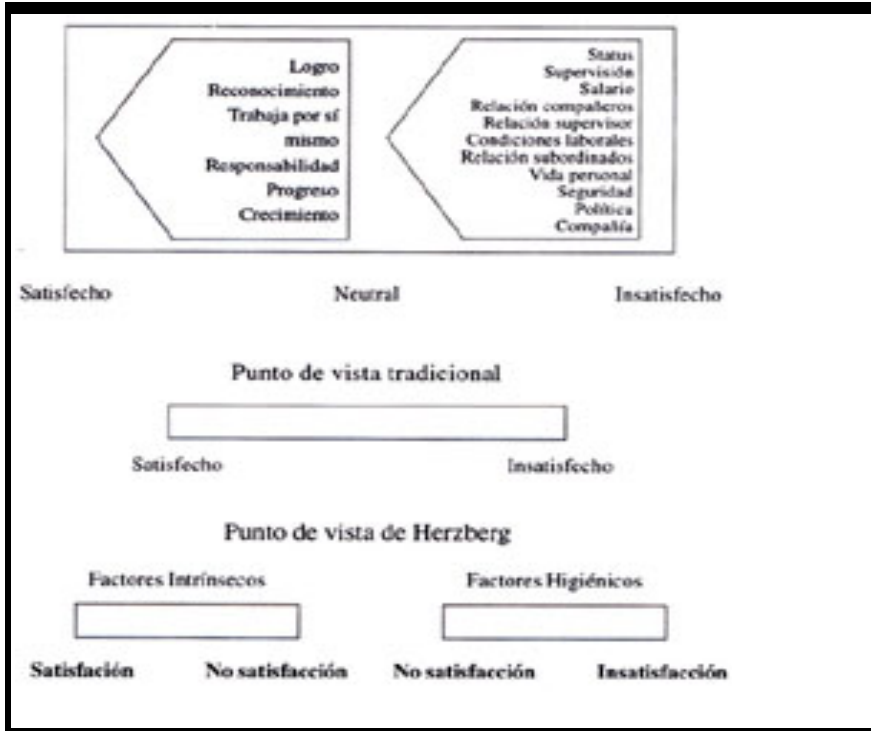 Logro
Reconocimiento
Trabaja por sí
mismo
Responsabilidad
Progreso
Crecimiento
Status
Supervisión
Salario
Relación compañeros
Relación supervisor
Condiciones laborales
Relación subordinados
Vida personal
Seguridad
Política
Compañía
Satisfecho Neutral Insatisfecho
Punto de vista tradicional
Satisfecho Insatisfecho
Punto de vista de Herzberg
Factores Intrínsecos Factores Higiénicos
Satisfación No satisfacción No satisfacción Insatisfacción